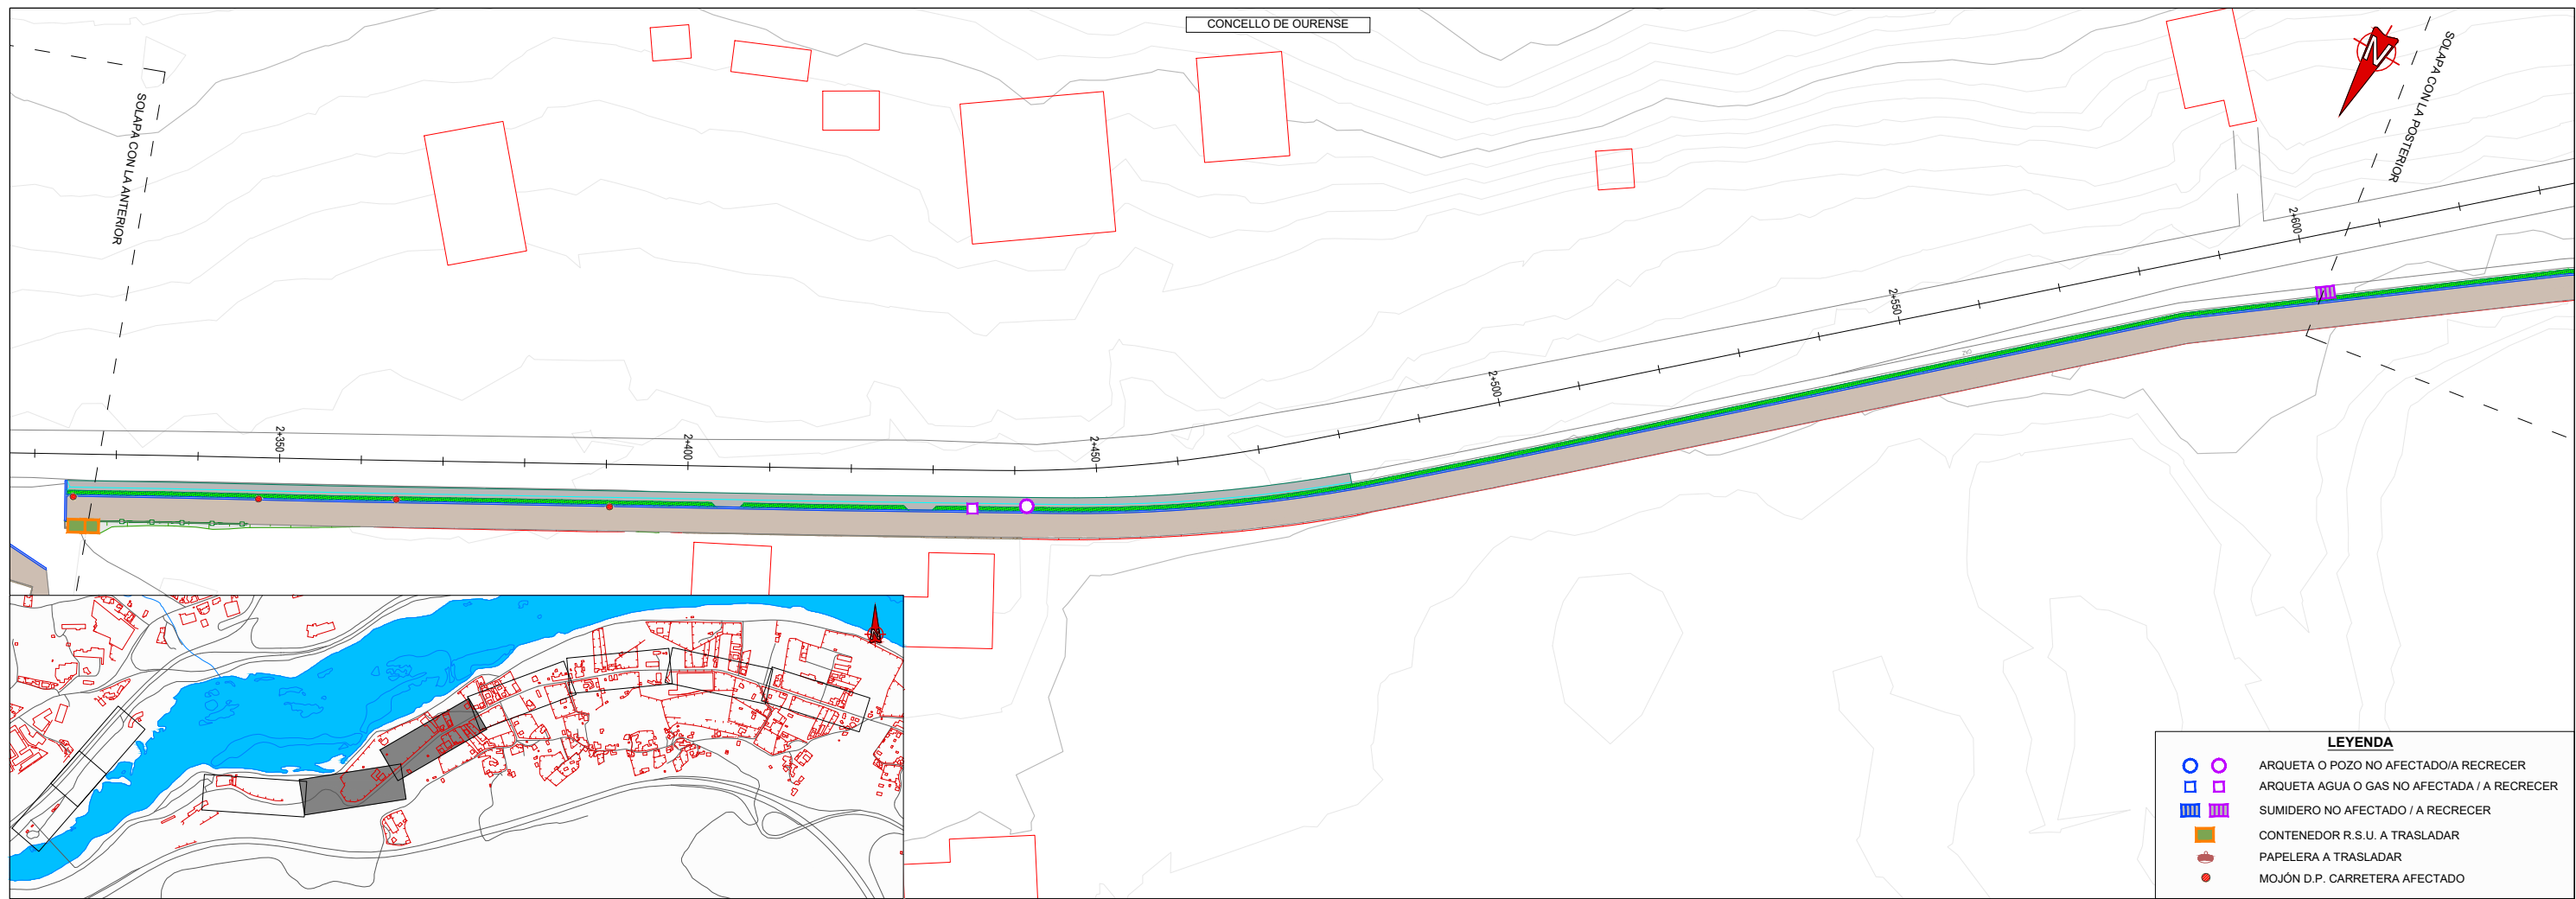 CONCELLO DE OURENSE
SOLAPA CON LA ANTERIOR
SOLAPA CON LA POSTERIOR
N
2+350
2+400
2+450
2+500
2+550
2+600
N
LEYENDA
ARQUETA O POZO NO AFECTADO/A RECRECER
ARQUETA AGUA O GAS NO AFECTADA / A RECRECER
SUMIDERO NO AFECTADO / A RECRECER
CONTENEDOR R.S.U. A TRASLADAR
PAPELERA A TRASLADAR
MOJÓN D.P. CARRETERA AFECTADO